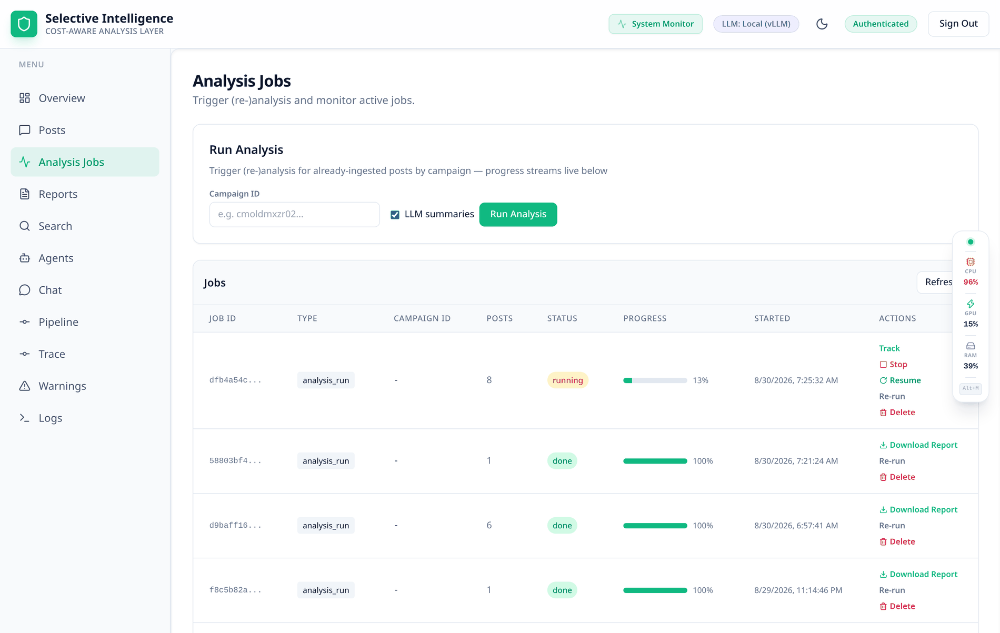 Selective Intelligence
COST-AWARE ANALYSIS LAYER
System Monitor
LLM: Local (vLLM)
Authenticated
Sign Out
MENU
Overview
Posts
Analysis Jobs
Reports
Search
Agents
Chat
Pipeline
Trace
Warnings
Logs
Analysis Jobs
Trigger (re-)analysis and monitor active jobs.
Run Analysis
Trigger (re-)analysis for already-ingested posts by campaign — progress streams live below
Campaign ID
e.g. cmoldmxzr02...
LLM summaries
Run Analysis
Jobs
Refres
JOB ID TYPE CAMPAIGN ID POSTS STATUS PROGRESS STARTED ACTIONS
dfb4a54c... analysis_run - 8 running 13% 8/30/2026, 7:25:32 AM
Track
Stop
Resume
Re-run
Delete
58803bf4... analysis_run - 1 done 100% 8/30/2026, 7:21:24 AM
Download Report
Re-run
Delete
d9baff16... analysis_run - 6 done 100% 8/30/2026, 6:57:41 AM
Download Report
Re-run
Delete
f8c5b82a... analysis_run - 1 done 100% 8/29/2026, 11:14:46 PM
Download Report
Re-run
Delete
CPU
96%
GPU
15%
RAM
39%
Alt+M